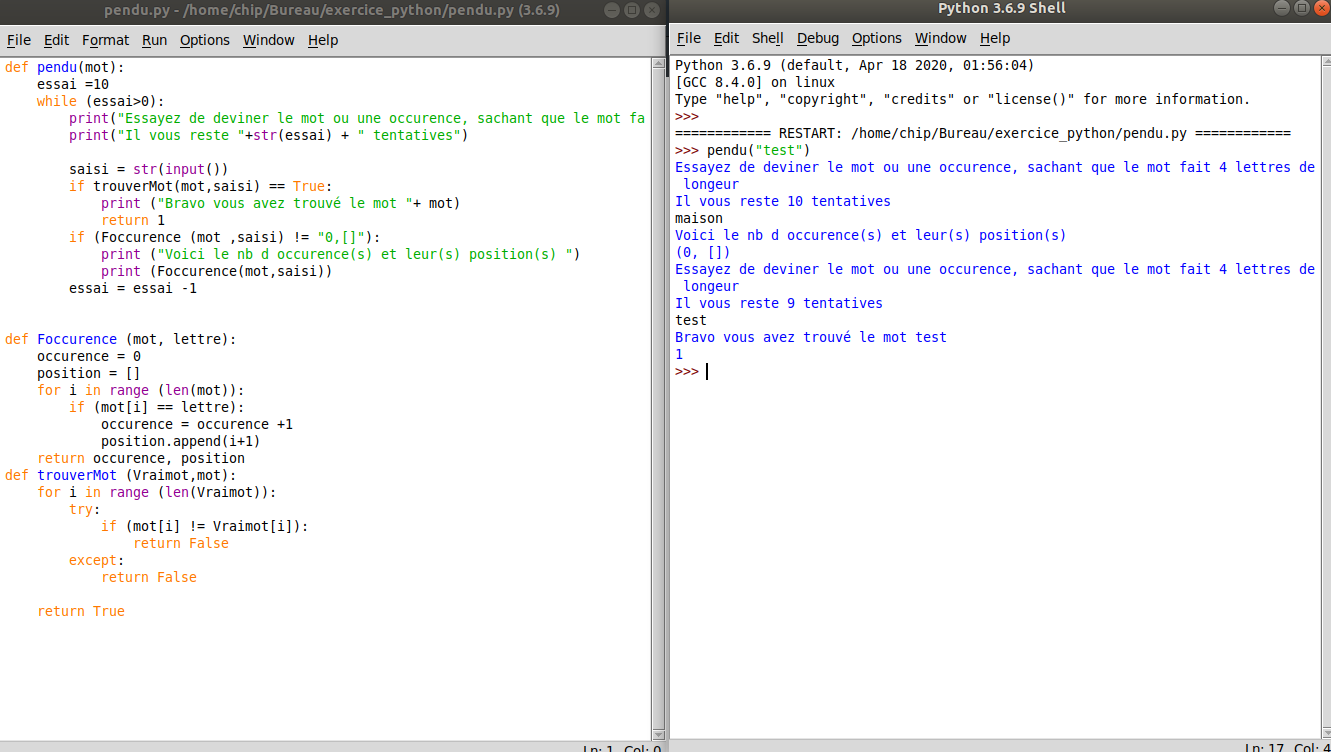 pendu.py - /home/chip/Bureau/exercice_python/pendu.py (3.6.9)
File Edit Format Run Options Window Help
def pendu(mot):
    essai =10
    while (essai>0):
        print("Essayez de deviner le mot ou une occurence, sachant que le mot fa
        print("Il vous reste "+str(essai) + " tentatives")
        saisi = str(input())
        if trouverMot(mot,saisi) == True:
            print ("Bravo vous avez trouvé le mot "+ mot)
            return 1
        if (Foccurence (mot ,saisi) != "0,[]"):
            print ("Voici le nb d occurence(s) et leur(s) position(s) ")
            print (Foccurence(mot,saisi))
        essai = essai -1
def Foccurence (mot, lettre):
    occurence = 0
    position = []
    for i in range (len(mot)):
        if (mot[i] == lettre):
            occurence = occurence +1
            position.append(i+1)
    return occurence, position
def trouverMot (Vraimot,mot):
    for i in range (len(Vraimot)):
        try:
            if (mot[i] != Vraimot[i]):
                return False
        except:
            return False
    return True
Ln: 1 Col: 0
Python 3.6.9 Shell
File Edit Shell Debug Options Window Help
Python 3.6.9 (default, Apr 18 2020, 01:56:04)
[GCC 8.4.0] on linux
Type "help", "copyright", "credits" or "license()" for more information.
>>>
============ RESTART: /home/chip/Bureau/exercice_python/pendu.py ============
>>> pendu("test")
Essayez de deviner le mot ou une occurence, sachant que le mot fait 4 lettres de
 longeur
Il vous reste 10 tentatives
maison
Voici le nb d occurence(s) et leur(s) position(s)
(0, [])
Essayez de deviner le mot ou une occurence, sachant que le mot fait 4 lettres de
 longeur
Il vous reste 9 tentatives
test
Bravo vous avez trouvé le mot test
1
>>>
Ln: 17 Col: 4